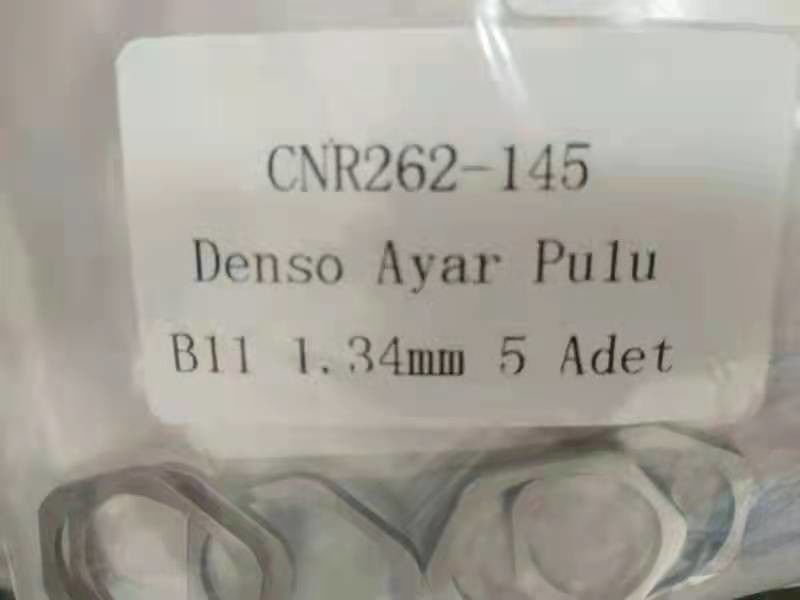 CNR262-145
Denso Ayar Pulu
B11 1.34mm 5 Adet